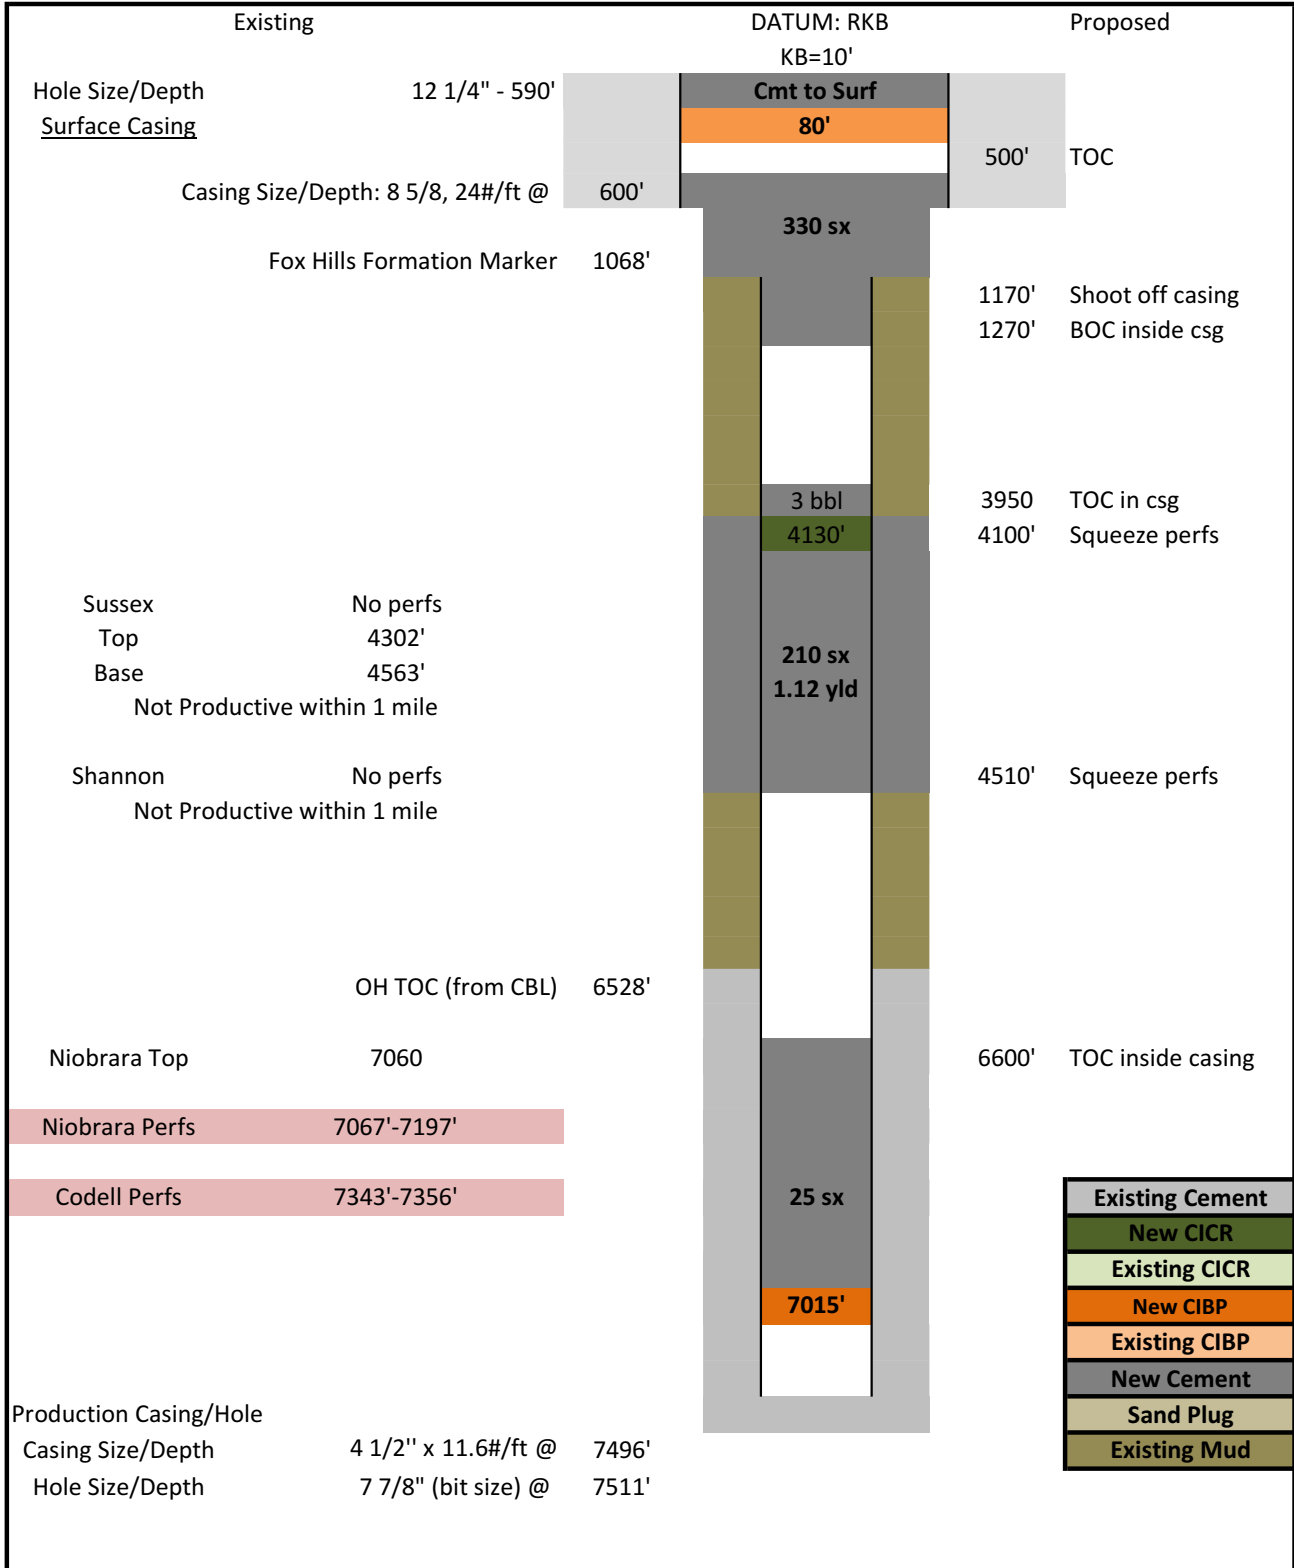 Existing DATUM: RKB Proposed
KB=10'
Hole Size/Depth 12 1/4" - 590' Cmt to Surf
Surface Casing 80'
500' TOC
Casing Size/Depth: 8 5/8, 24#/ft @ 600'
330 sx
Fox Hills Formation Marker 1068'
1170' Shoot off casing
1270' BOC inside csg
3 bbl 3950 TOC in csg
4130' 4100' Squeeze perfs
Sussex No perfs
Top 4302'
Base 4563'
210 sx
1.12 yld
Not Productive within 1 mile
Shannon No perfs 4510' Squeeze perfs
Not Productive within 1 mile
OH TOC (from CBL) 6528'
Niobrara Top 7060 6600' TOC inside casing
Niobrara Perfs 7067'-7197'
Codell Perfs 7343'-7356' 25 sx
Existing Cement
New CICR
Existing CICR
7015' New CIBP
Existing CIBP
New Cement
Production Casing/Hole Sand Plug
Casing Size/Depth 4 1/2'' x 11.6#/ft @ 7496' Existing Mud
Hole Size/Depth 7 7/8" (bit size) @ 7511'